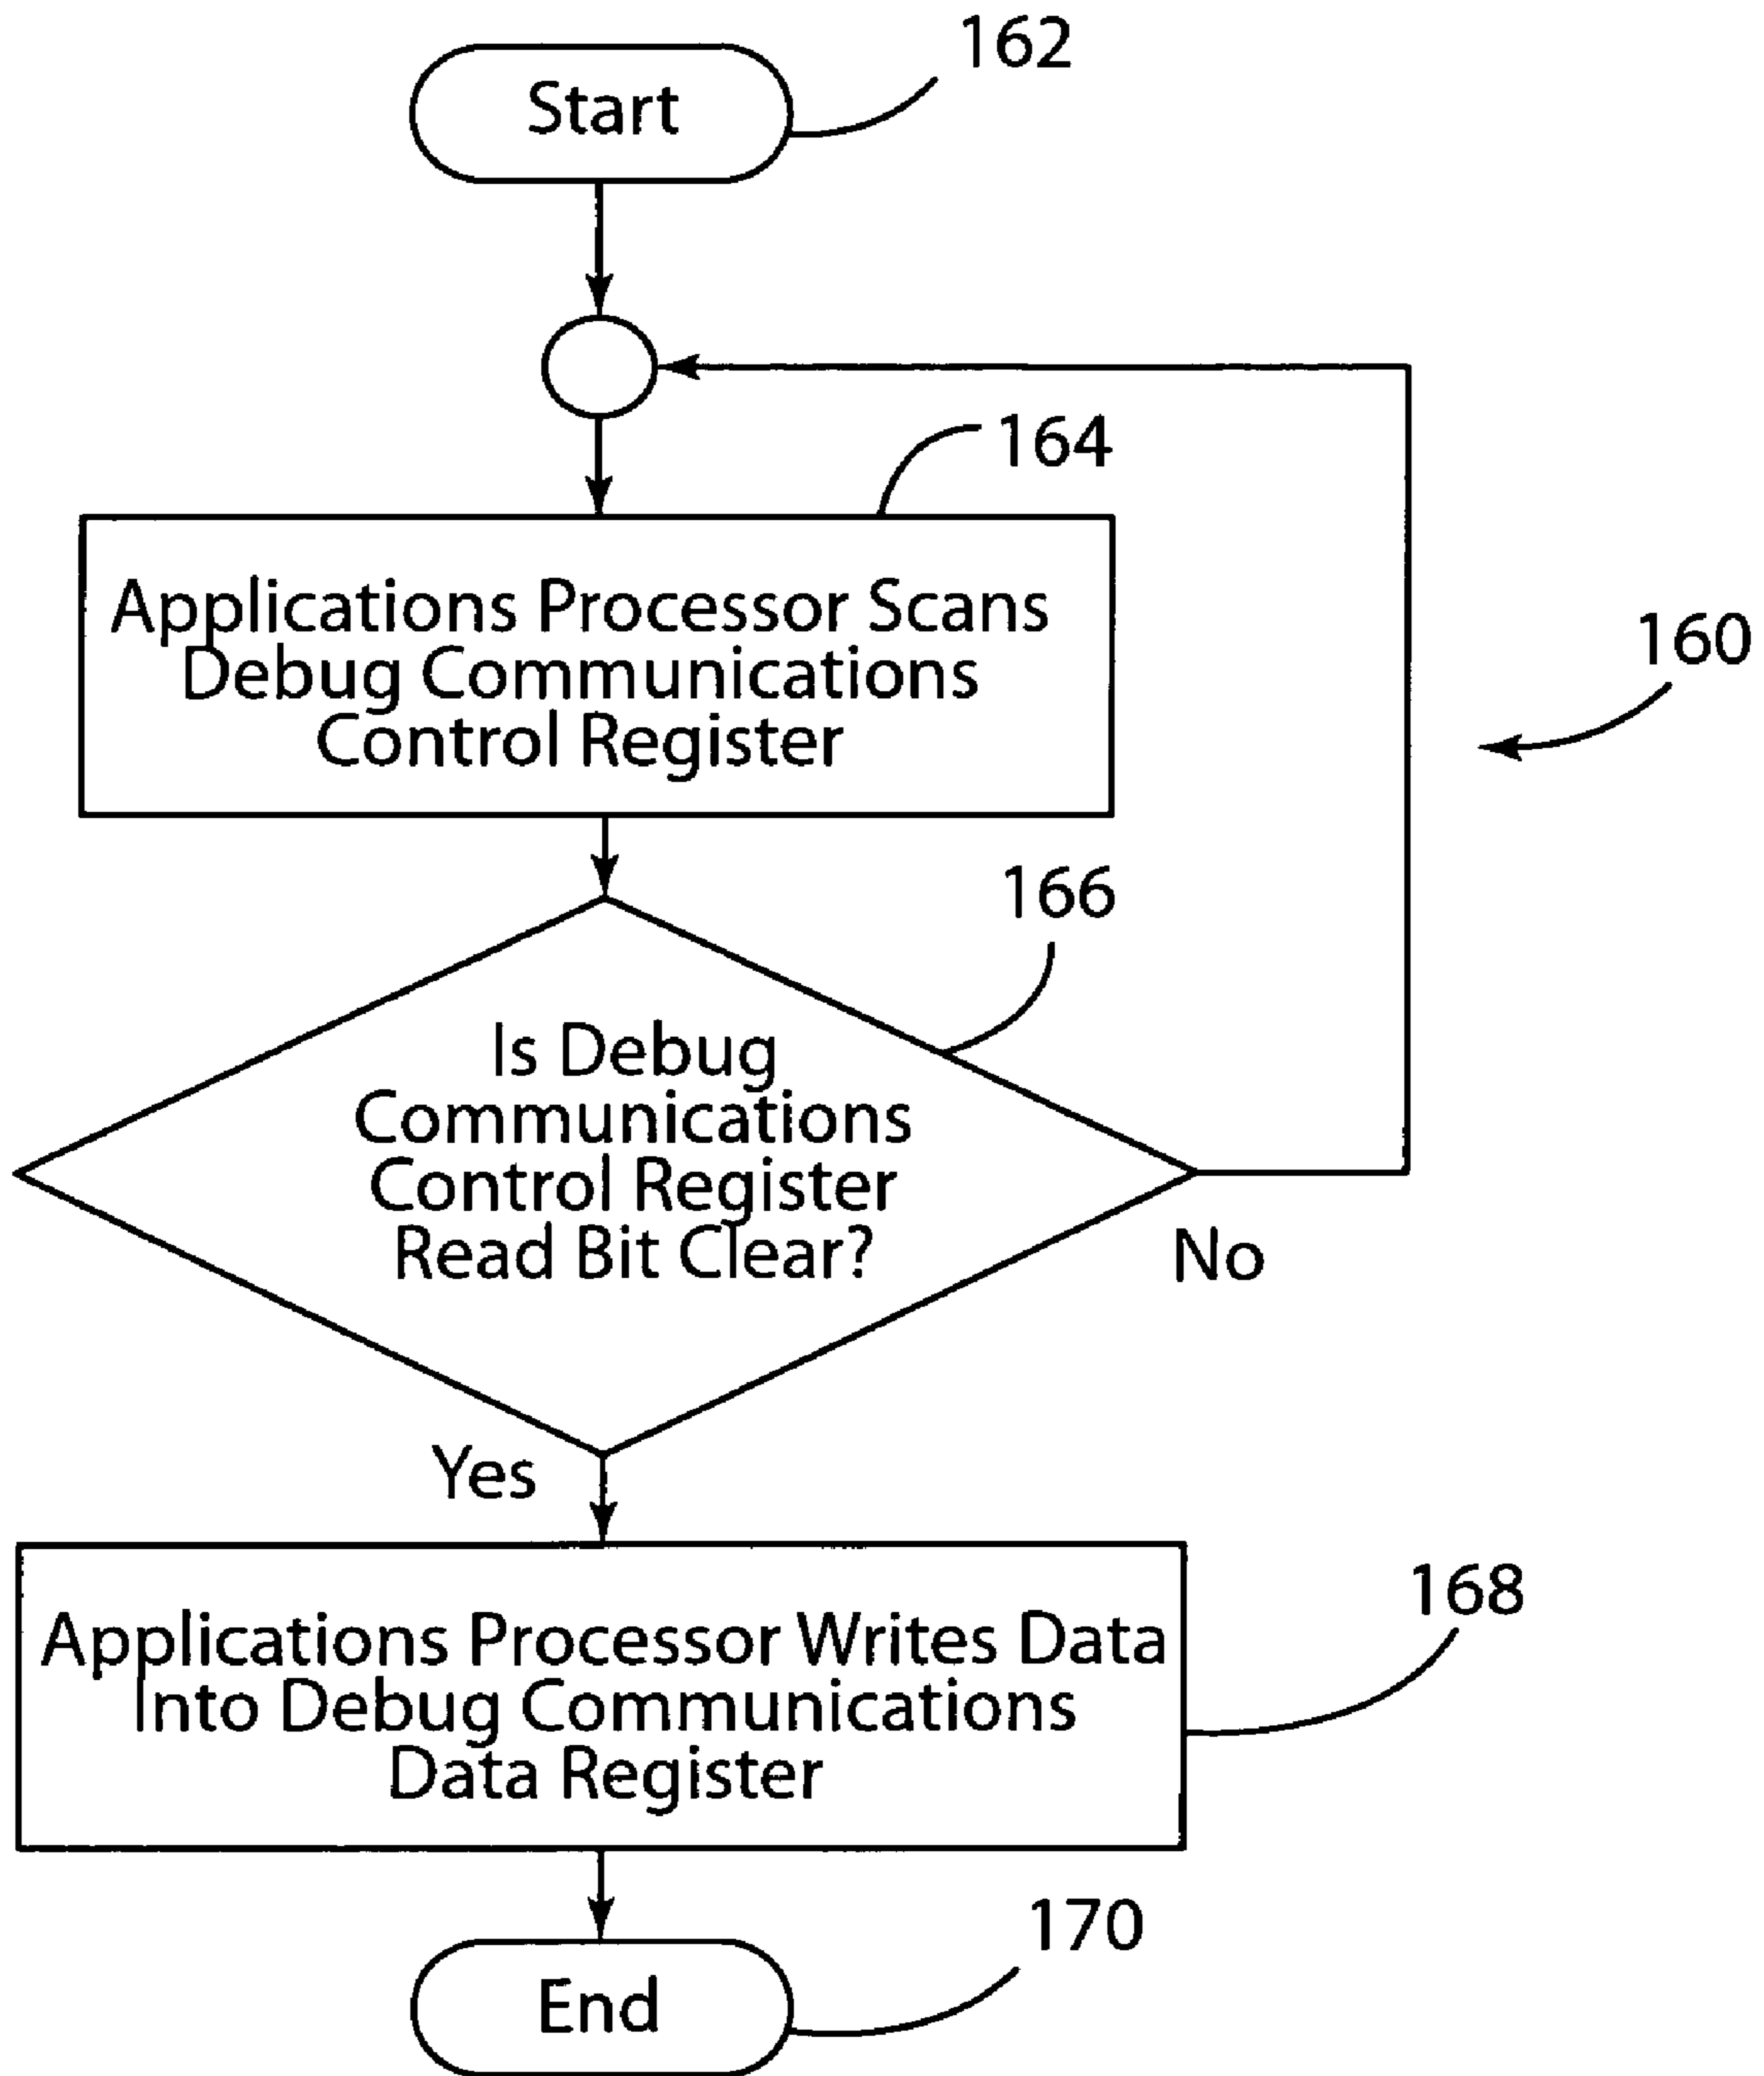 162
Start
164
Applications Processor Scans
Debug Communications
Control Register
160
166
Is Debug
Communications
Control Register
Read Bit Clear?
No
Yes
168
Applications Processor Writes Data
Into Debug Communications
Data Register
170
End